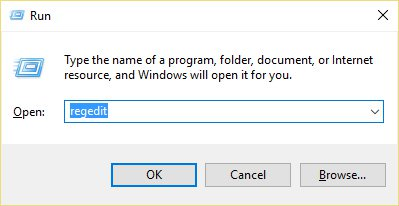 Run
Type the name of a program, folder, document, or Internet
resource, and Windows will open it for you.
Open: regedit
OK Cancel Browse...